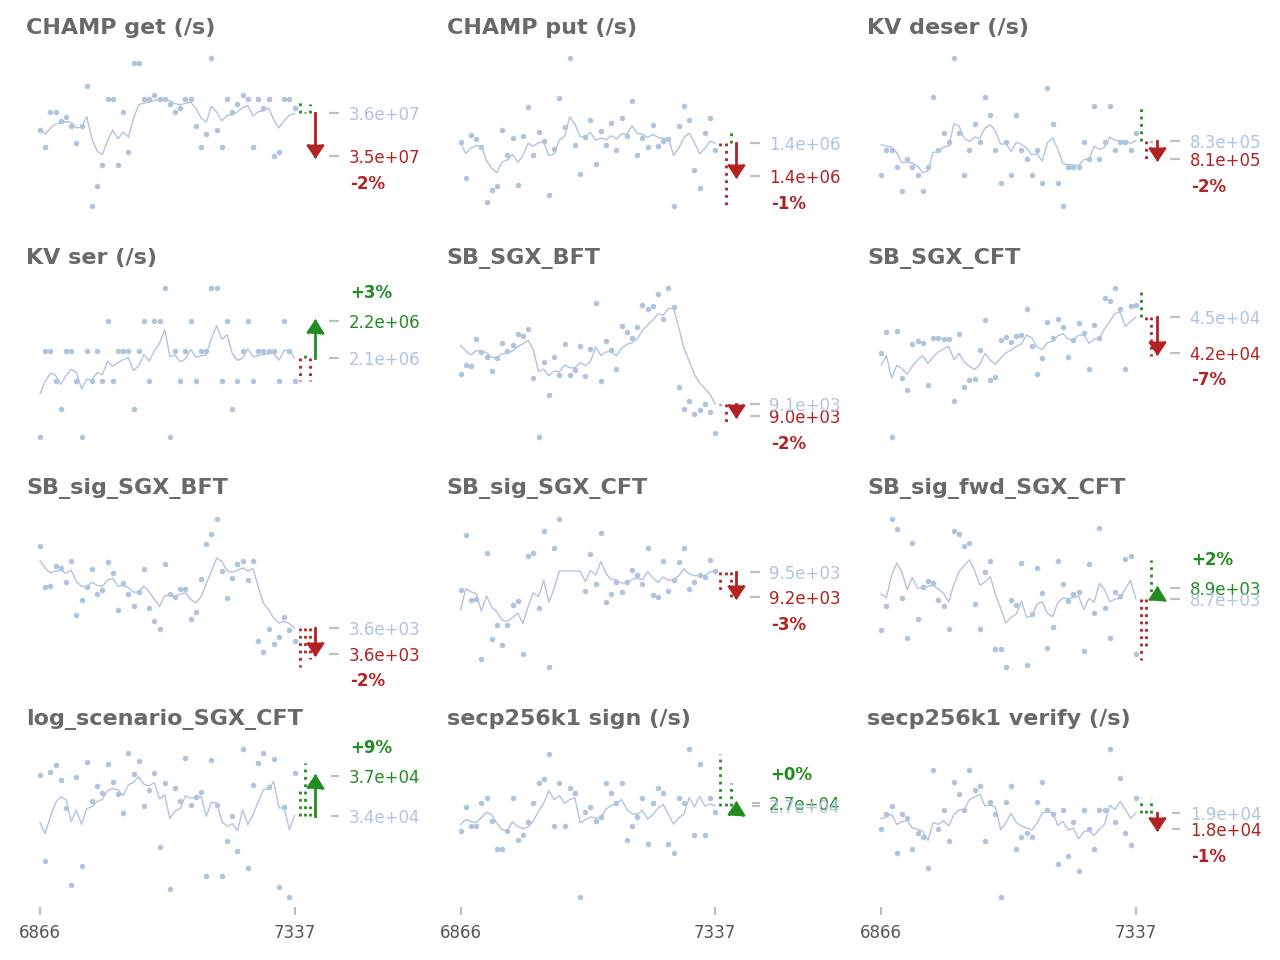 CHAMP get (/s)
3.6e+07
3.5e+07
-2%
CHAMP put (/s)
1.4e+06
1.4e+06
-1%
KV deser (/s)
8.3e+05
8.1e+05
-2%
KV ser (/s)
+3%
2.2e+06
2.1e+06
SB_SGX_BFT
9.1e+03
9.0e+03
-2%
SB_SGX_CFT
4.5e+04
4.2e+04
-7%
SB_sig_SGX_BFT
3.6e+03
3.6e+03
-2%
SB_sig_SGX_CFT
9.5e+03
9.2e+03
-3%
SB_sig_fwd_SGX_CFT
+2%
8.9e+03
8.7e+03
log_scenario_SGX_CFT
+9%
3.7e+04
3.4e+04
6866
7337
secp256k1 sign (/s)
+0%
2.7e+04
2.7e+04
6866
7337
secp256k1 verify (/s)
1.9e+04
1.8e+04
-1%
6866
7337